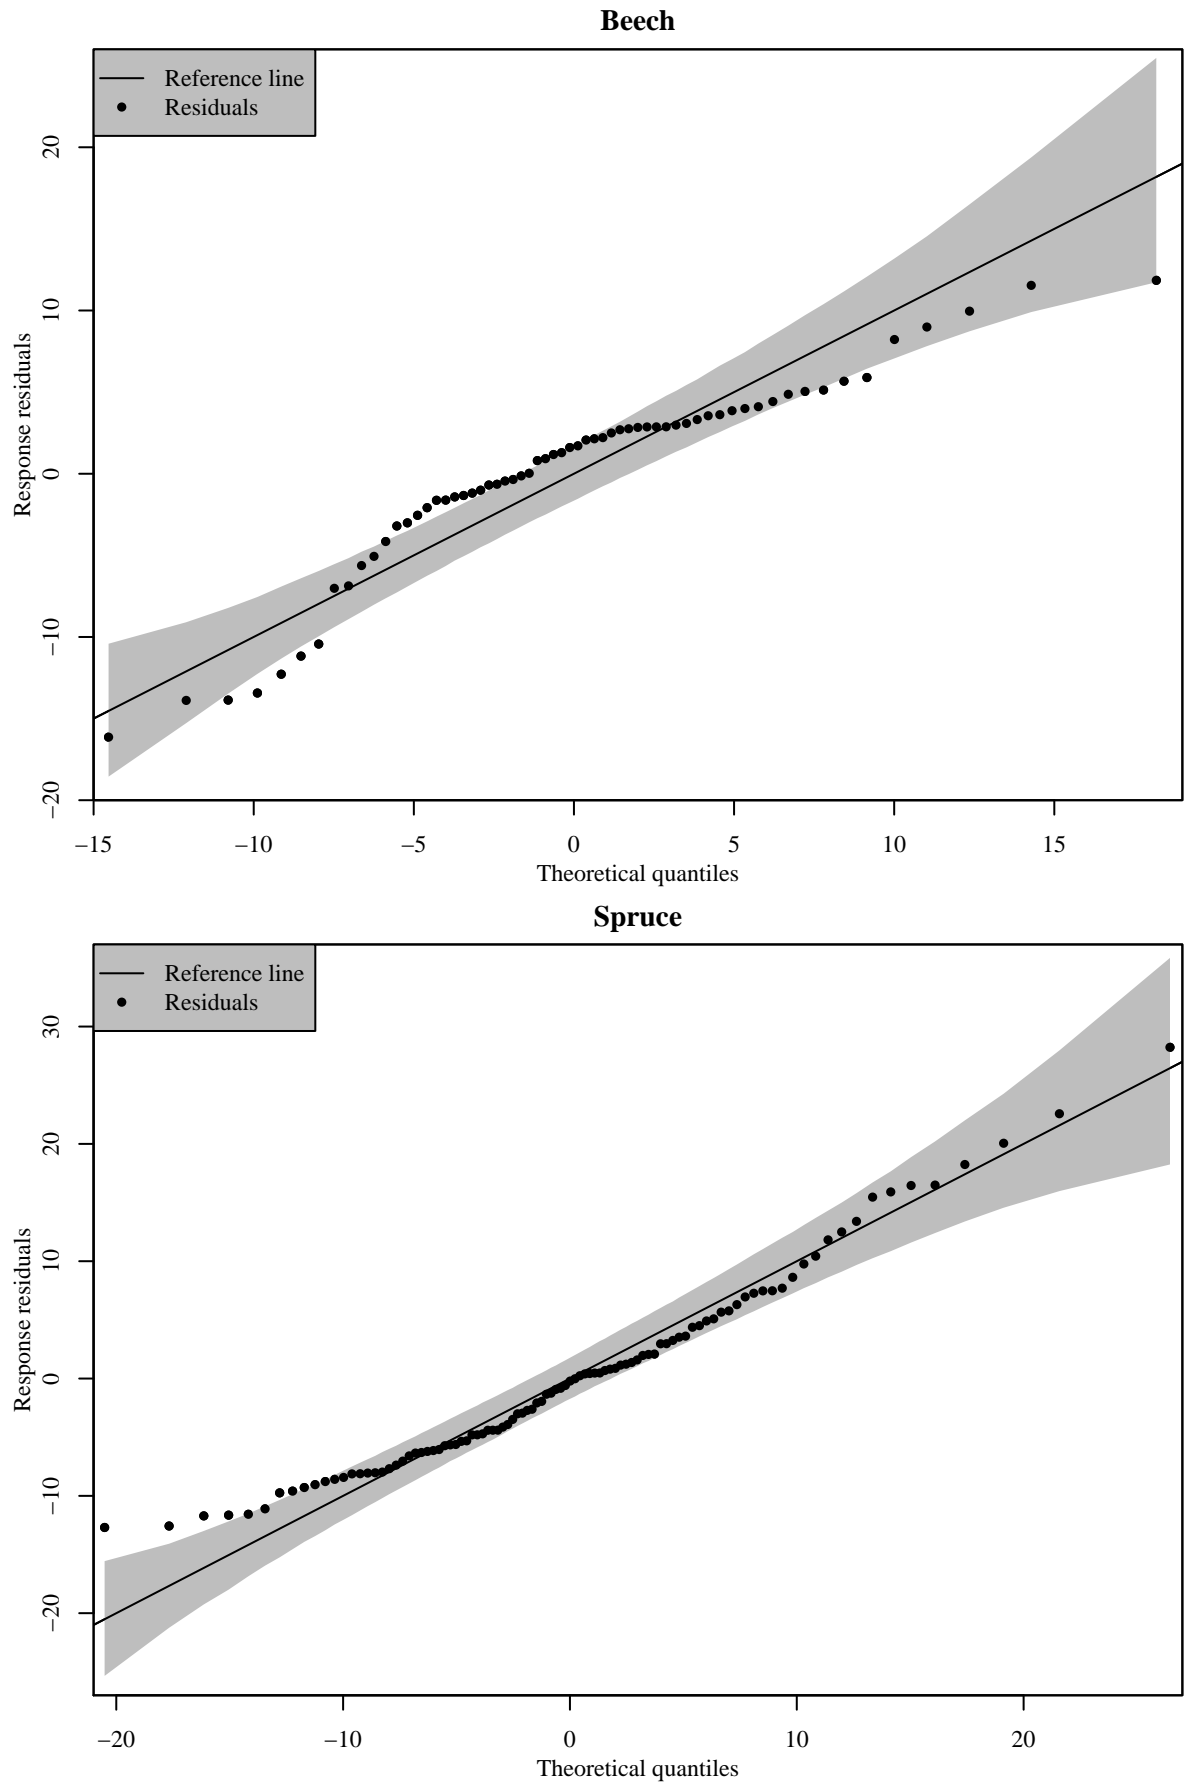 Beech
Reference line
Residuals
20
10
0
−10
−20
Response residuals
−15
−10
−5
0
5
10
15
Theoretical quantiles
Spruce
Reference line
Residuals
30
20
10
0
−10
−20
Response residuals
−20
−10
0
10
20
Theoretical quantiles